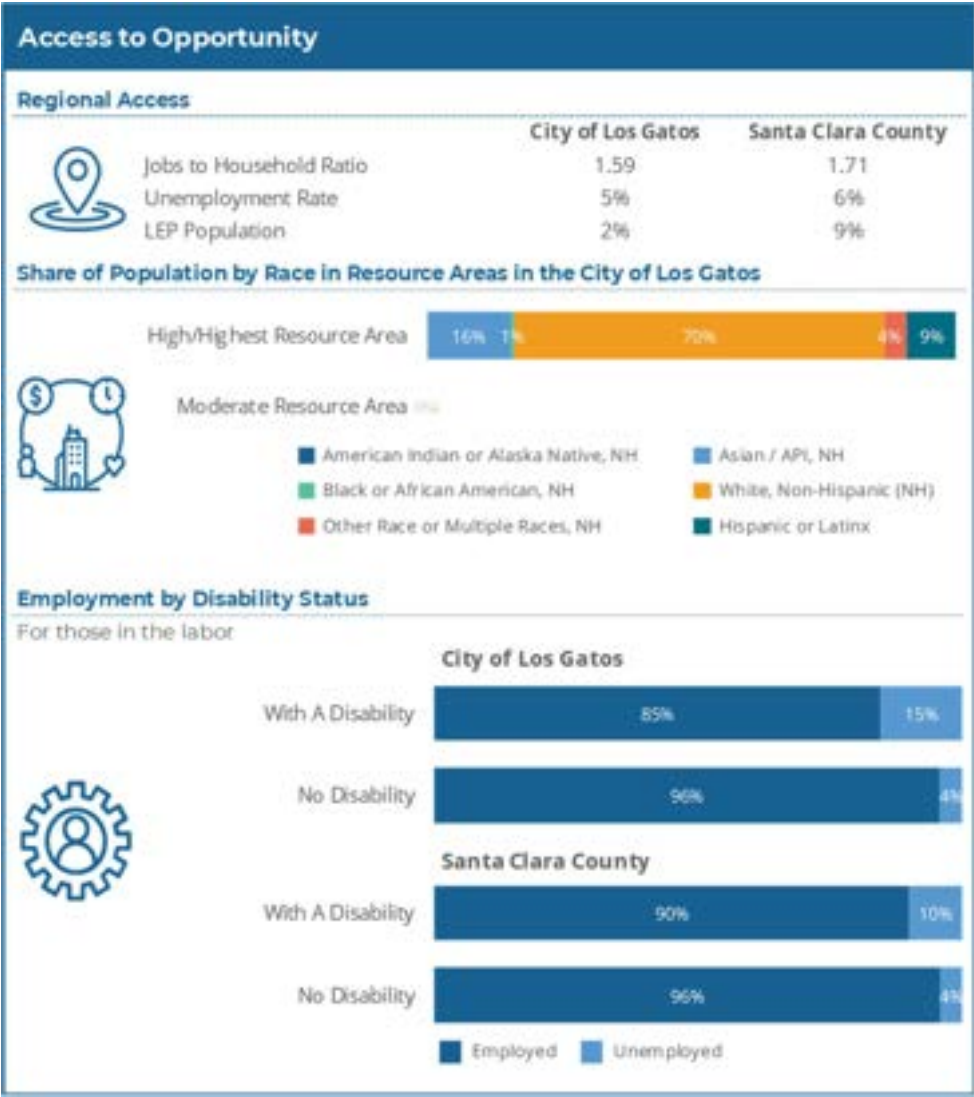 Access to Opportunity
Regional Access
City of Los Gatos Santa Clara County
Jobs to Household Ratio 1.59 1.71
Unemployment Rate 5% 6%
LEP Population 2% 9%
Share of Population by Race in Resource Areas in the City of Los Gatos
High/Highest Resource Area 16% 1% 70% 4% 9%
Moderate Resource Area
American Indian or Alaska Native, NH Asian / API, NH
Black or African American, NH White, Non-Hispanic (NH)
Other Race or Multiple Races, NH Hispanic or Latinx
Employment by Disability Status
For those in the labor
City of Los Gatos
With A Disability 85% 15%
No Disability 96% 4%
Santa Clara County
With A Disability 90% 10%
No Disability 96% 4%
Employed Unemployed